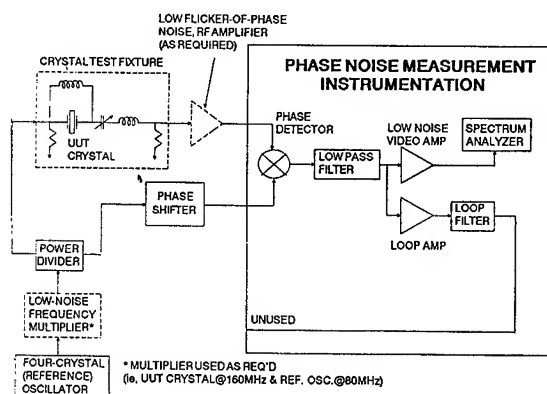 LOW FLICKER-OF-PHASE
NOISE, RF AMPLIFIER
(AS REQUIRED)
CRYSTAL TEST FIXTURE
UUT
CRYSTAL
PHASE NOISE MEASUREMENT
INSTRUMENTATION
PHASE
DETECTOR
LOW NOISE
VIDEO AMP
SPECTRUM
ANALYZER
LOW PASS
FILTER
LOOP
FILTER
LOOP AMP
PHASE
SHIFTER
POWER
DIVIDER
LOW-NOISE
FREQUENCY
MULTIPLIER*
UNUSED
FOUR-CRYSTAL
(REFERENCE)
OSCILLATOR
* MULTIPLIER USED AS REQ'D
(ie, UUT CRYSTAL@160MHz & REF. OSC.@80MHz)